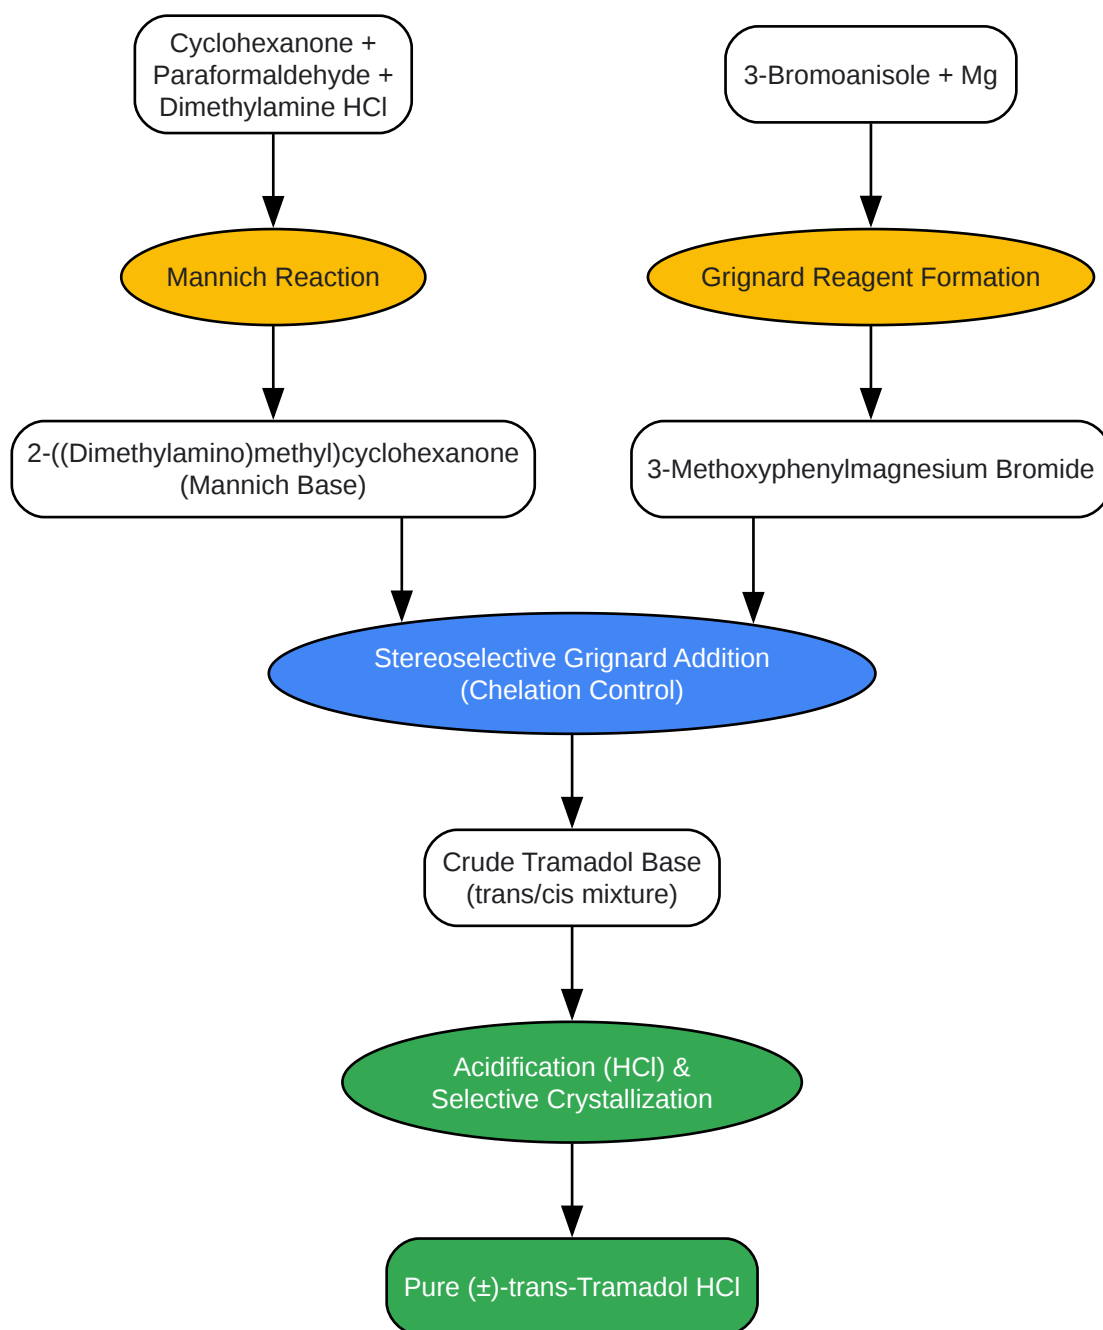 Cyclohexanone +
Paraformaldehyde +
Dimethylamine HCl
3-Bromoanisole + Mg
Mannich Reaction
Grignard Reagent Formation
2-((Dimethylamino)methyl)cyclohexanone
(Mannich Base)
3-Methoxyphenylmagnesium Bromide
Stereoselective Grignard Addition
(Chelation Control)
Crude Tramadol Base
(trans/cis mixture)
Acidification (HCl) &
Selective Crystallization
Pure (±)-trans-Tramadol HCl